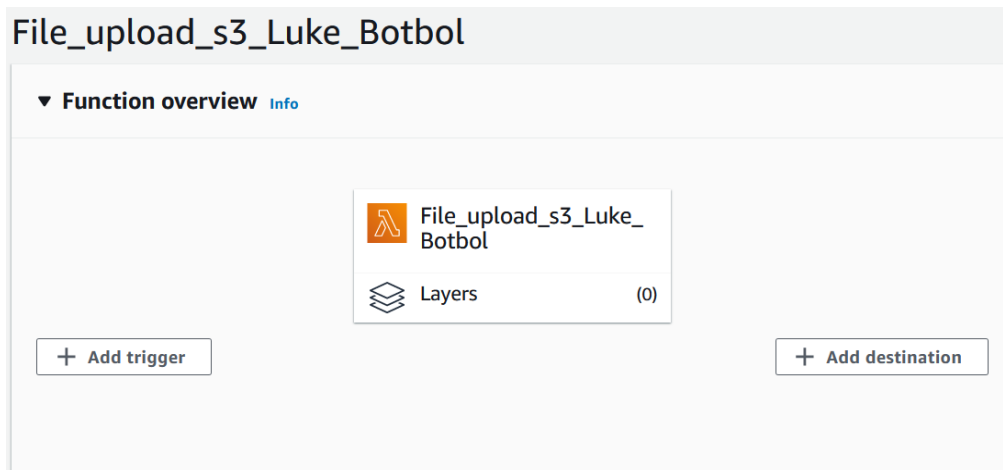 File_upload_s3_Luke_Botbol
Function overview Info
File_upload_s3_Luke_
Botbol
Layers (0)
Add trigger
Add destination